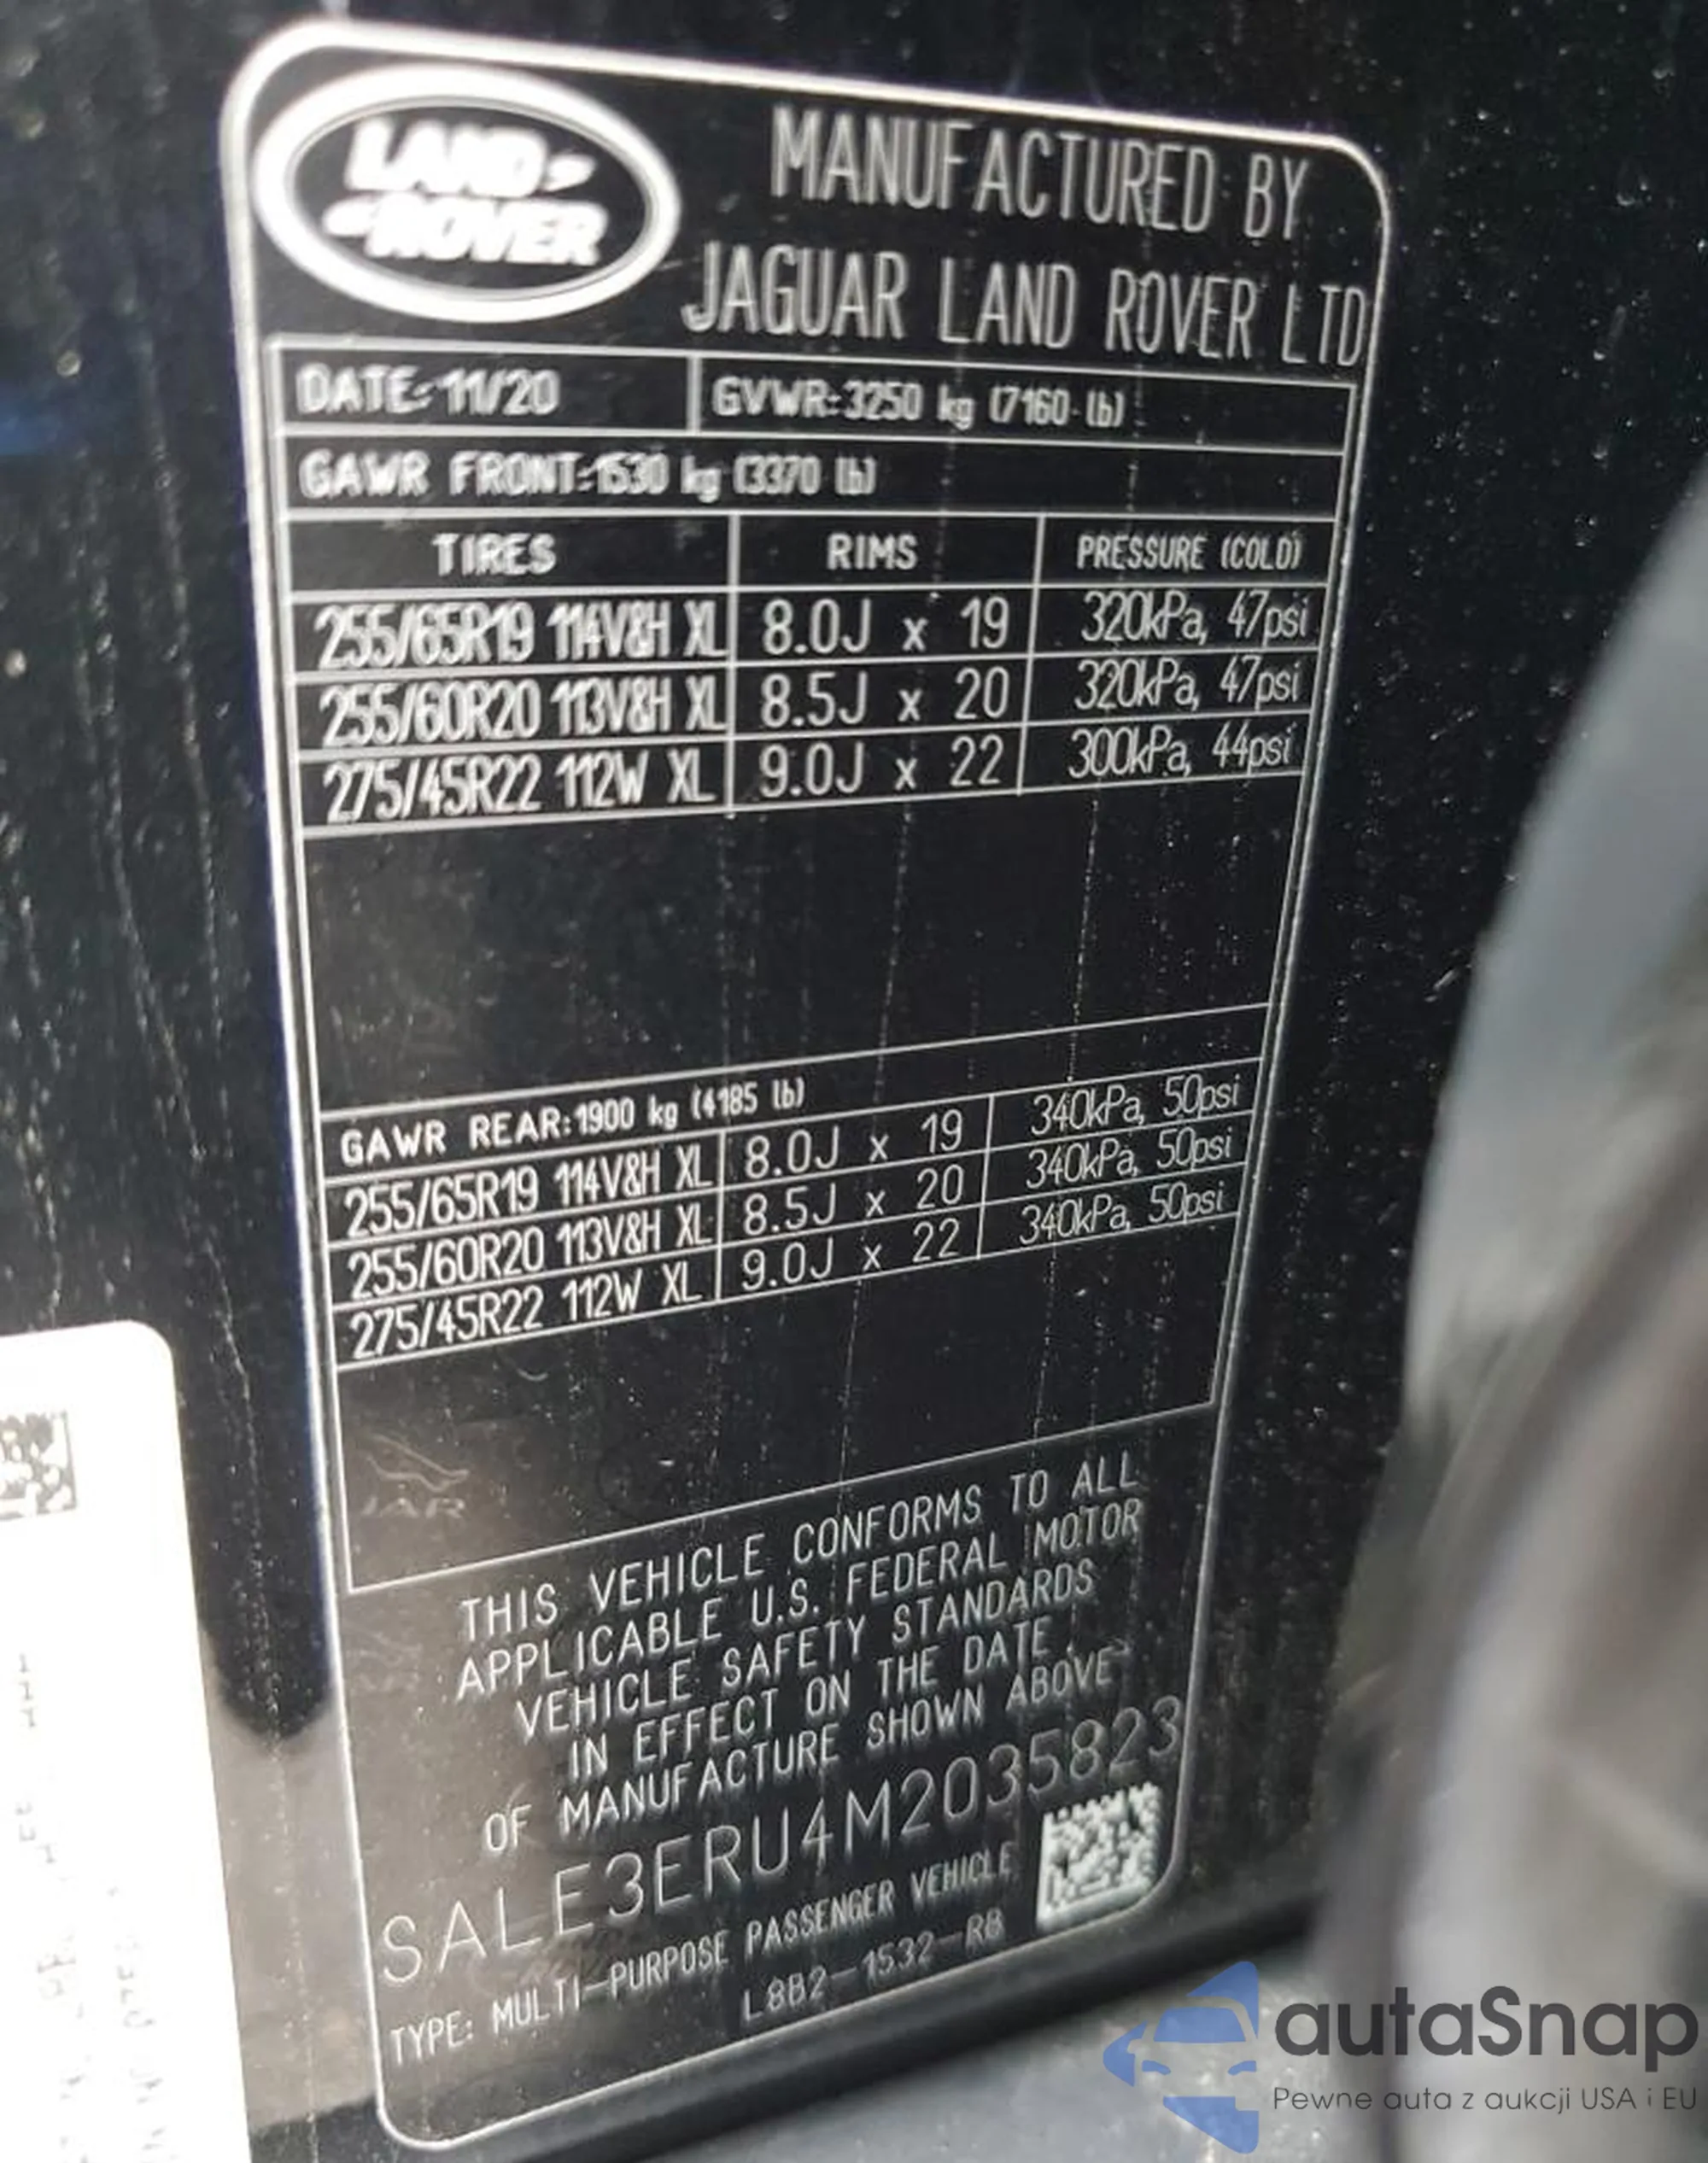 LAND-
-ROVER
MANUFACTURED BY
JAGUAR LAND ROVER LTD
DATE:11/20 GVWR:3250 kg (7160 lb)
GAWR FRONT:1530 kg (3370 lb)
TIRES RIMS PRESSURE (COLD)
255/65R19 114V&H XL 8.0J x 19 320kPa, 47psi
255/60R20 113V&H XL 8.5J x 20 320kPa, 47psi
275/45R22 112W XL 9.0J x 22 300kPa, 44psi
GAWR REAR:1900 kg (4185 lb)
255/65R19 114V&H XL 8.0J x 19 340kPa, 50psi
255/60R20 113V&H XL 8.5J x 20 340kPa, 50psi
275/45R22 112W XL 9.0J x 22 340kPa, 50psi
THIS VEHICLE CONFORMS TO ALL
APPLICABLE U.S. FEDERAL MOTOR
VEHICLE SAFETY STANDARDS
IN EFFECT ON THE DATE
OF MANUFACTURE SHOWN ABOVE
SALE3ERU4M2035823
TYPE: MULTI-PURPOSE PASSENGER VEHICLE
L8B2-1532-RB
autaSnap
Pewne auta z aukcji USA i EU